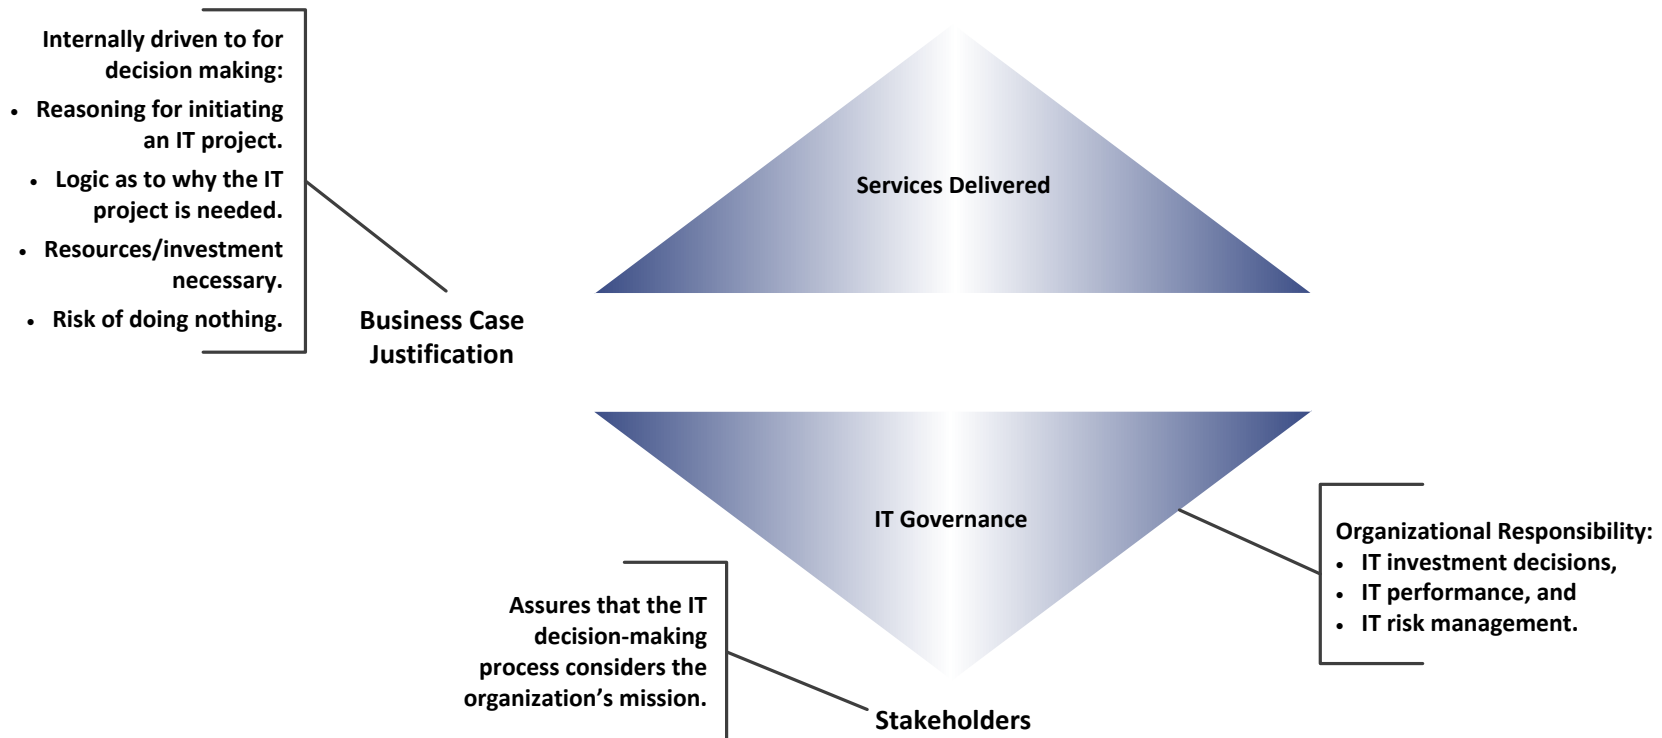 Internally driven to for
decision making:
• Reasoning for initiating
an IT project.
• Logic as to why the IT
project is needed.
• Resources/investment
necessary.
• Risk of doing nothing.
Business Case
Justification
Services Delivered
IT Governance
Organizational Responsibility:
• IT investment decisions,
• IT performance, and
• IT risk management.
Assures that the IT
decision-making
process considers the
organization’s mission.
Stakeholders